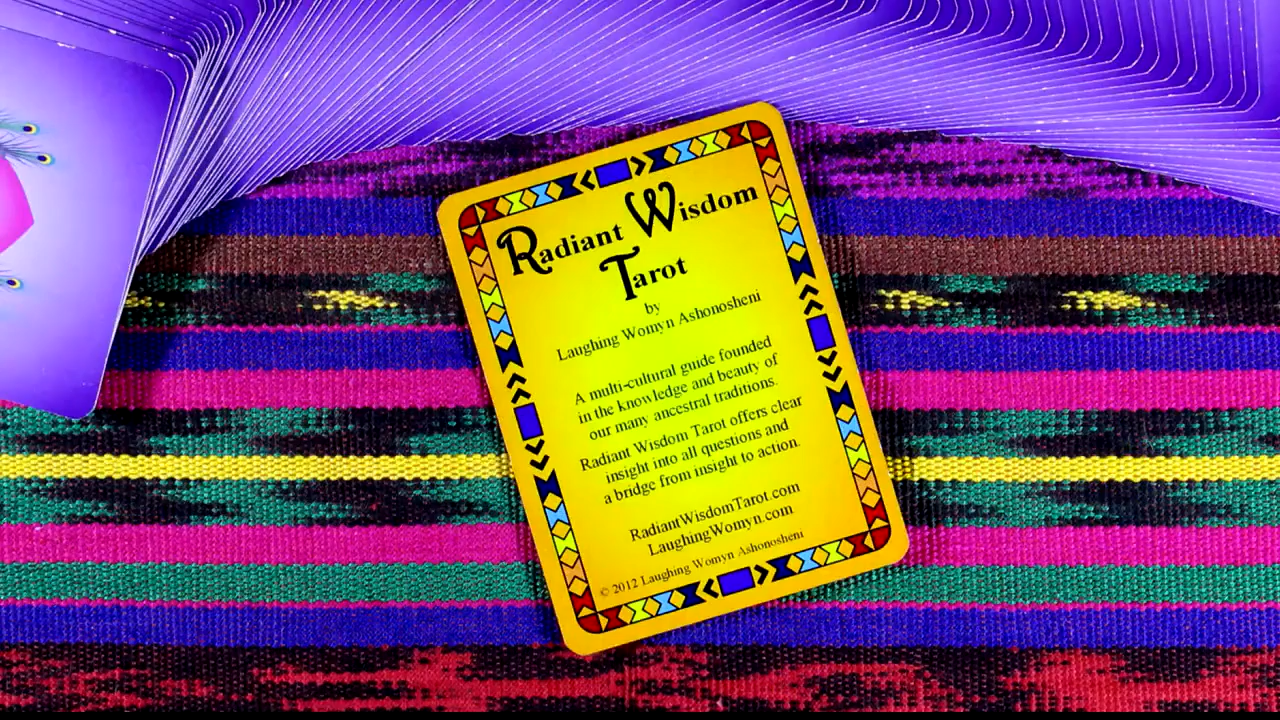 Radiant Wisdom
Tarot
by
Laughing Womyn Ashonosheni
A multi-cultural guide founded
in the knowledge and beauty of
our many ancestral traditions.
Radiant Wisdom Tarot offers clear
insight into all questions and
a bridge from insight to action.
RadiantWisdomTarot.com
LaughingWomyn.com
© 2012 Laughing Womyn Ashonosheni